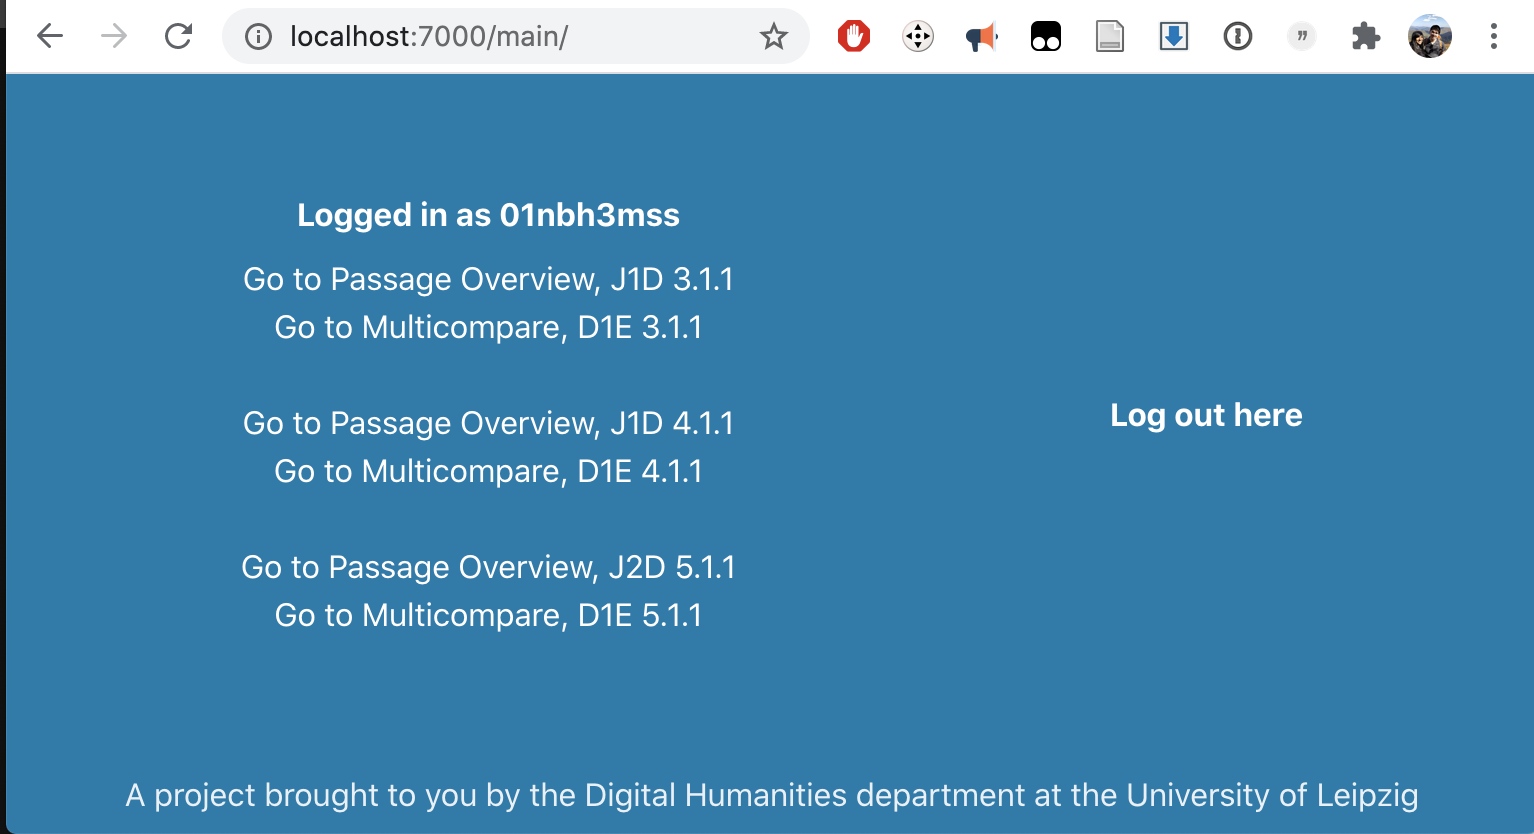 localhost:7000/main/
Logged in as 01nbh3mss
Go to Passage Overview, J1D 3.1.1
Go to Multicompare, D1E 3.1.1
Go to Passage Overview, J1D 4.1.1
Go to Multicompare, D1E 4.1.1
Log out here
Go to Passage Overview, J2D 5.1.1
Go to Multicompare, D1E 5.1.1
A project brought to you by the Digital Humanities department at the University of Leipzig